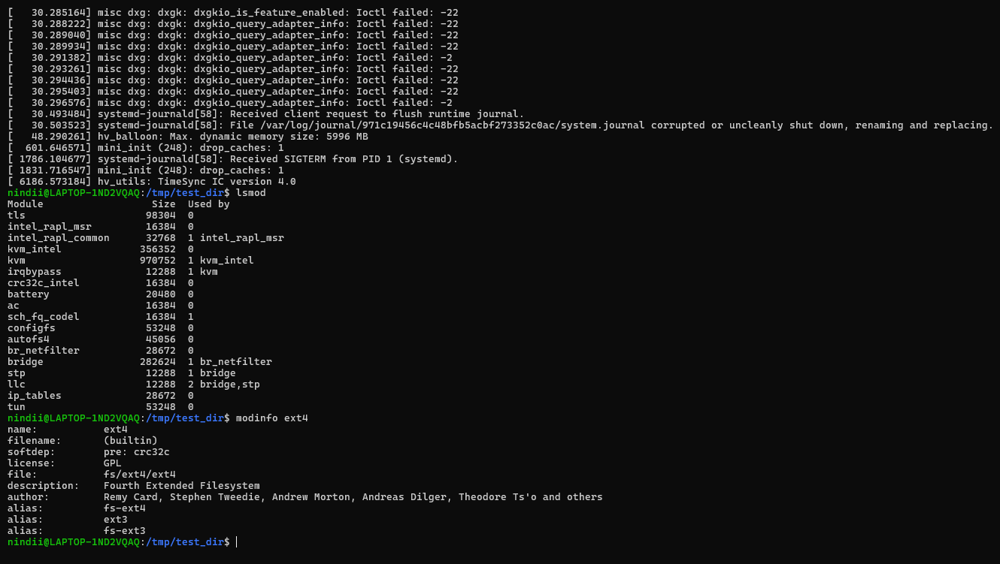 [   30.285164] misc dxg: dxgk: dxgkio_is_feature_enabled: Ioctl failed: -22
[   30.288222] misc dxg: dxgk: dxgkio_query_adapter_info: Ioctl failed: -22
[   30.289040] misc dxg: dxgk: dxgkio_query_adapter_info: Ioctl failed: -22
[   30.289934] misc dxg: dxgk: dxgkio_query_adapter_info: Ioctl failed: -22
[   30.291382] misc dxg: dxgk: dxgkio_query_adapter_info: Ioctl failed: -2
[   30.293261] misc dxg: dxgk: dxgkio_query_adapter_info: Ioctl failed: -22
[   30.294436] misc dxg: dxgk: dxgkio_query_adapter_info: Ioctl failed: -22
[   30.295403] misc dxg: dxgk: dxgkio_query_adapter_info: Ioctl failed: -22
[   30.296576] misc dxg: dxgk: dxgkio_query_adapter_info: Ioctl failed: -2
[   30.493484] systemd-journald[58]: Received client request to flush runtime journal.
[   30.503523] systemd-journald[58]: File /var/log/journal/971c19456c4c48bfb5acbf273352c0ac/system.journal corrupted or uncleanly shut down, renaming and replacing.
[   48.290261] hv_balloon: Max. dynamic memory size: 5996 MB
[  601.646571] mini_init (248): drop_caches: 1
[ 1786.104677] systemd-journald[58]: Received SIGTERM from PID 1 (systemd).
[ 1831.716547] mini_init (248): drop_caches: 1
[ 6186.573184] hv_utils: TimeSync IC version 4.0
nindii@LAPTOP-1ND2VQAQ:/tmp/test_dir$ lsmod
Module                  Size  Used by
tls                    98304  0
intel_rapl_msr         16384  0
intel_rapl_common      32768  1 intel_rapl_msr
kvm_intel             356352  0
kvm                   970752  1 kvm_intel
irqbypass              12288  1 kvm
crc32c_intel           16384  0
battery                20480  0
ac                     16384  0
sch_fq_codel           16384  1
configfs               53248  0
autofs4                45056  0
br_netfilter           28672  0
bridge                282624  1 br_netfilter
stp                    12288  1 bridge
llc                    12288  2 bridge,stp
ip_tables              28672  0
tun                    53248  0
nindii@LAPTOP-1ND2VQAQ:/tmp/test_dir$ modinfo ext4
name:           ext4
filename:       (builtin)
softdep:        pre: crc32c
license:        GPL
file:           fs/ext4/ext4
description:    Fourth Extended Filesystem
author:         Remy Card, Stephen Tweedie, Andrew Morton, Andreas Dilger, Theodore Ts'o and others
alias:          fs-ext4
alias:          ext3
alias:          fs-ext3
nindii@LAPTOP-1ND2VQAQ:/tmp/test_dir$